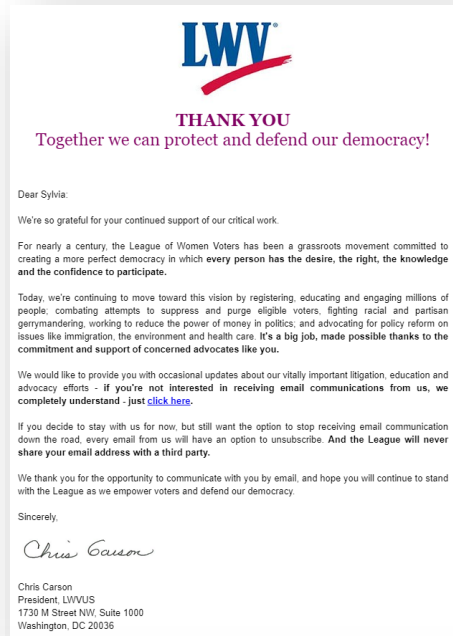 LWV
THANK YOU
Together we can protect and defend our democracy!
Dear Sylvia:
We're so grateful for your continued support of our critical work.
For nearly a century, the League of Women Voters has been a grassroots movement committed to
creating a more perfect democracy in which every person has the desire, the right, the knowledge
and the confidence to participate.
Today, we're continuing to move toward this vision by registering, educating and engaging millions of
people; combating attempts to suppress and purge eligible voters, fighting racial and partisan
gerrymandering, working to reduce the power of money in politics; and advocating for policy reform on
issues like immigration, the environment and health care. It's a big job, made possible thanks to the
commitment and support of concerned advocates like you.
We would like to provide you with occasional updates about our vitally important litigation, education and
advocacy efforts - if you're not interested in receiving email communications from us, we
completely understand - just click here.
If you decide to stay with us for now, but still want the option to stop receiving email communication
down the road, every email from us will have an option to unsubscribe. And the League will never
share your email address with a third party.
We thank you for the opportunity to communicate with you by email, and hope you will continue to stand
with the League as we empower voters and defend our democracy.
Sincerely,
Chris Carson
Chris Carson
President, LWVUS
1730 M Street NW, Suite 1000
Washington, DC 20036